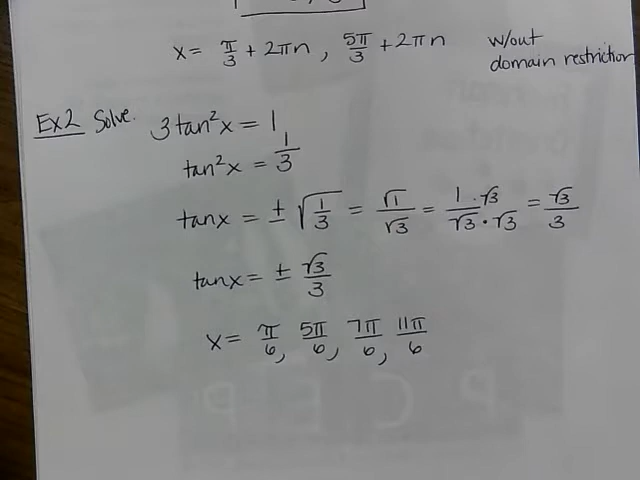 x = π/3 + 2πn , 5π/3 + 2πn w/out domain restriction
Ex2 Solve. 3tan²x = 1
tan²x = 1/3
tanx = ± √(1/3) = √1/√3 = 1·√3/√3·√3 = √3/3
tanx = ± √3/3
x = π/6, 5π/6, 7π/6, 11π/6